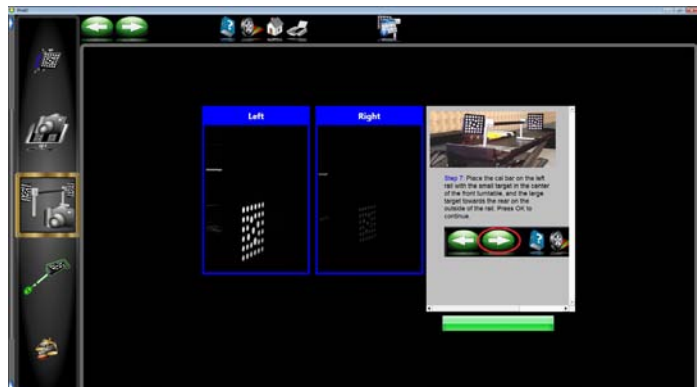 Left
Right
Step 7: Place the cal bar on the left
rail with the small target in the center
of the front turntable, and the large
target towards the rear on the
outside of the rail. Press OK to
continue